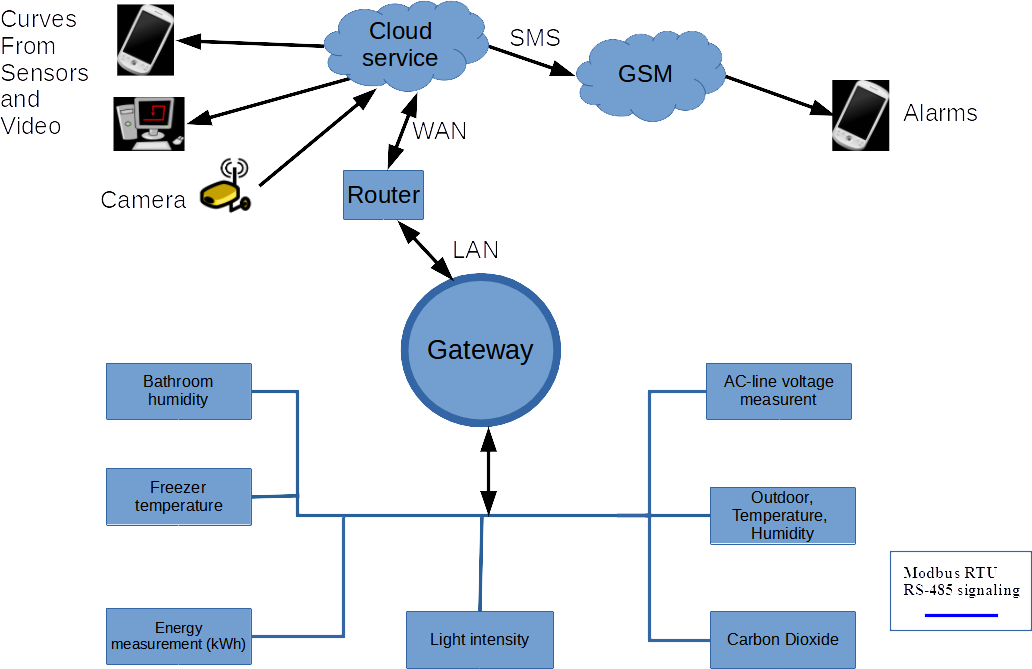 Curves
From
Sensors
and
Video
Cloud
service
SMS
GSM
Alarms
WAN
Camera
Router
LAN
Gateway
Bathroom
humidity
AC-line voltage
measurent
Freezer
temperature
Outdoor,
Temperature,
Humidity
Modbus RTU
RS-485 signaling
Energy
measurement (kWh)
Light intensity
Carbon Dioxide